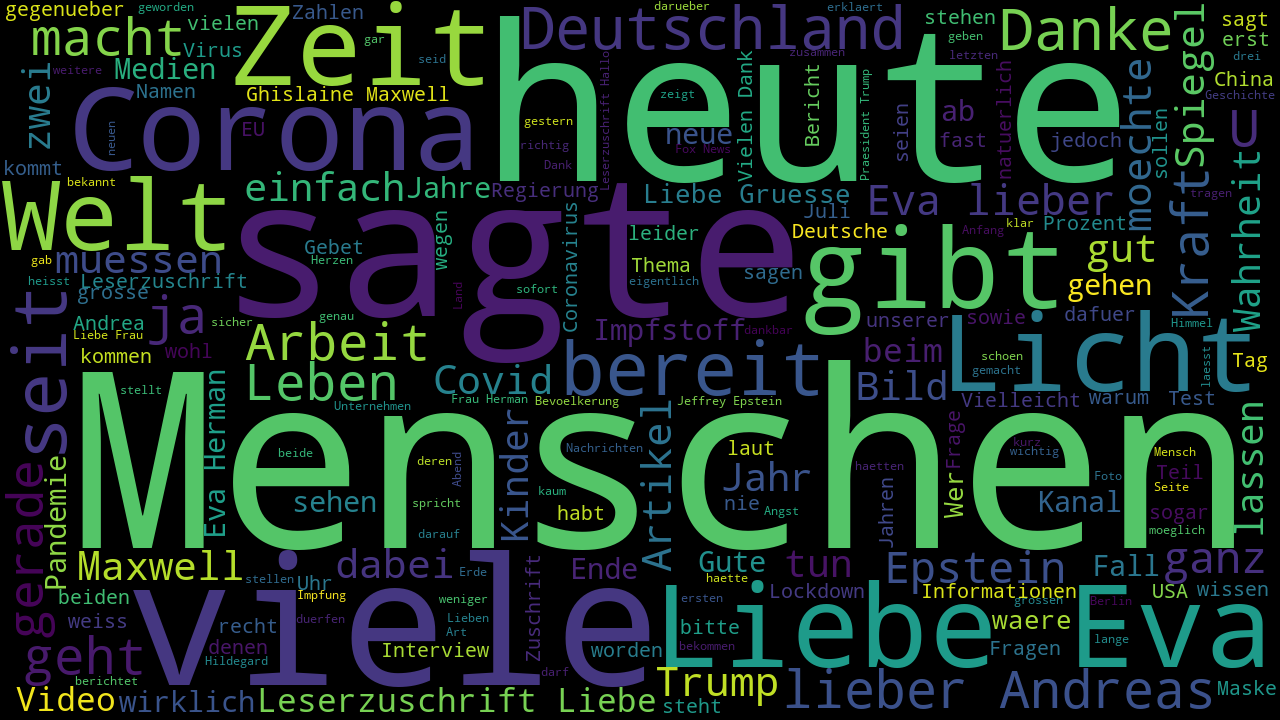 gegenueber
geworden
vielen
Zahlen
darueber
erklaert
macht
Zeit
Deutschland
stehen
Danke
sagt
erst
Virus
gar
seid
zusammen
geben
letzten
drei
weitere
Medien
zwei
Namen
Ghislaine Maxwell
heute
Leserzuschrift Hallo
zeigt
Vielen Dank
Bericht
Praesident Trump
ab
natuerlich
moechte
Spiegel
China
Geschichte
Corona
neuen
EU
gestern
richtig
Dank
neue
Fox News
seien
fast
jedoch
sollen
U
kommt
bekannt
Welt
einfach
Jahre
Regierung
Liebe Gruesse
Eva lieber
tragen
Wahrheit
Kraft
sagte
wegen
Coronavirus
Juli
Anfang
klar
Prozent
leider
Deutsche
gibt
gut
gab
muessen
Gebet
Herzen
Thema
sagen
eigentlich
gehen
heisst
grosse
Leserzuschrift
Land
sofort
seit
ja
Andrea
sicher
genau
Impfstoff
dankbar
unserer
sowie
dafuer
Himmel
Liebe Frau
kommen
wohl
Arbeit
bereit
beim
Licht
schoen
gemacht
laesst
Tag
stellt
Leben
Covid
Bild
Vielleicht
warum
Test
Unternehmen
Frau Herman
Bevoelkerung
Jeffrey Epstein
Menschen
Eva Herman
beide
deren
Abend
Kinder
Nachrichten
Artikel
laut
haetten
Frage
kurz
wichtig
Mensch
lassen
gerade
Pandemie
sehen
spricht
kaum
habt
Jahr
nie
Angst
Jahren
Wer
Kanal
Foto
Teil
Seite
sogar
moeglich
darauf
Maxwell
stellen
dabei
Erde
Zuschrift
Ende
Gute
haette
tun
Epstein
Fall
ganz
beiden
Uhr
Impfung
weniger
ersten
Lockdown
Informationen
grossen
Berlin
USA
wissen
weiss
recht
duerfen
viele
Lieben
Art
Liebe
bitte
waere
Eva
geht
denen
Hildegard
Interview
worden
bekommen
Fragen
lange
berichtet
darf
Video
wirklich
Leserzuschrift Liebe
Trump
steht
lieber Andreas
Maske